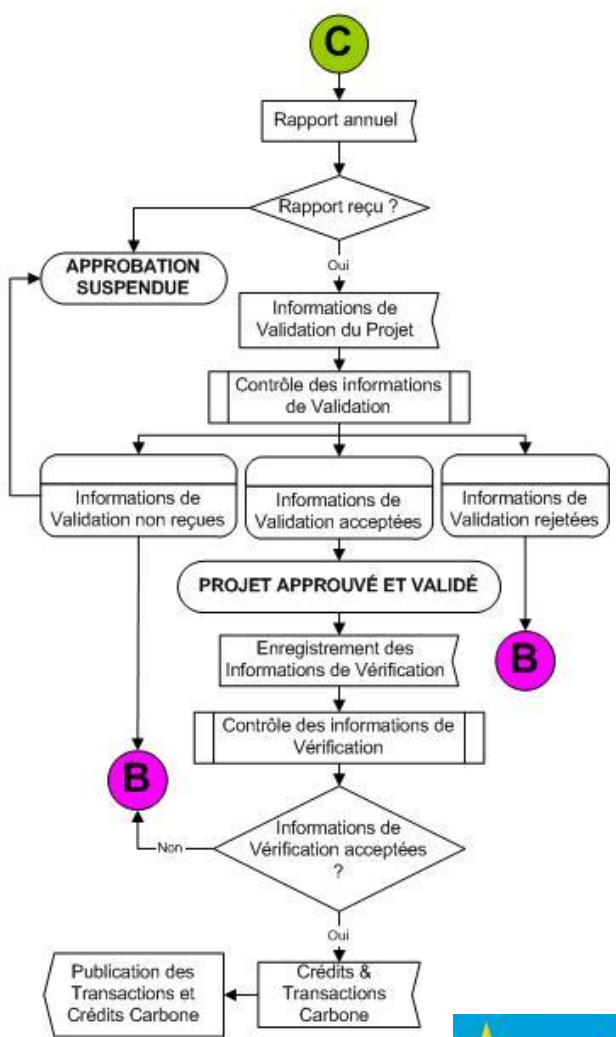 C
Rapport annuel
Rapport reçu ?
APPROBATION
SUSPENDUE
Oui
Informations de
Validation du Projet
Contrôle des informations
de Validation
Informations de
Validation non reçues
Informations de
Validation acceptées
Informations de
Validation rejetées
PROJET APPROUVÉ ET VALIDÉ
Enregistrement des
Informations de Vérification
B
Contrôle des informations de
Vérification
B
Informations de
Vérification acceptées
?
Non
Oui
Publication des
Transactions et
Crédits Carbone
Crédits &
Transactions
Carbone